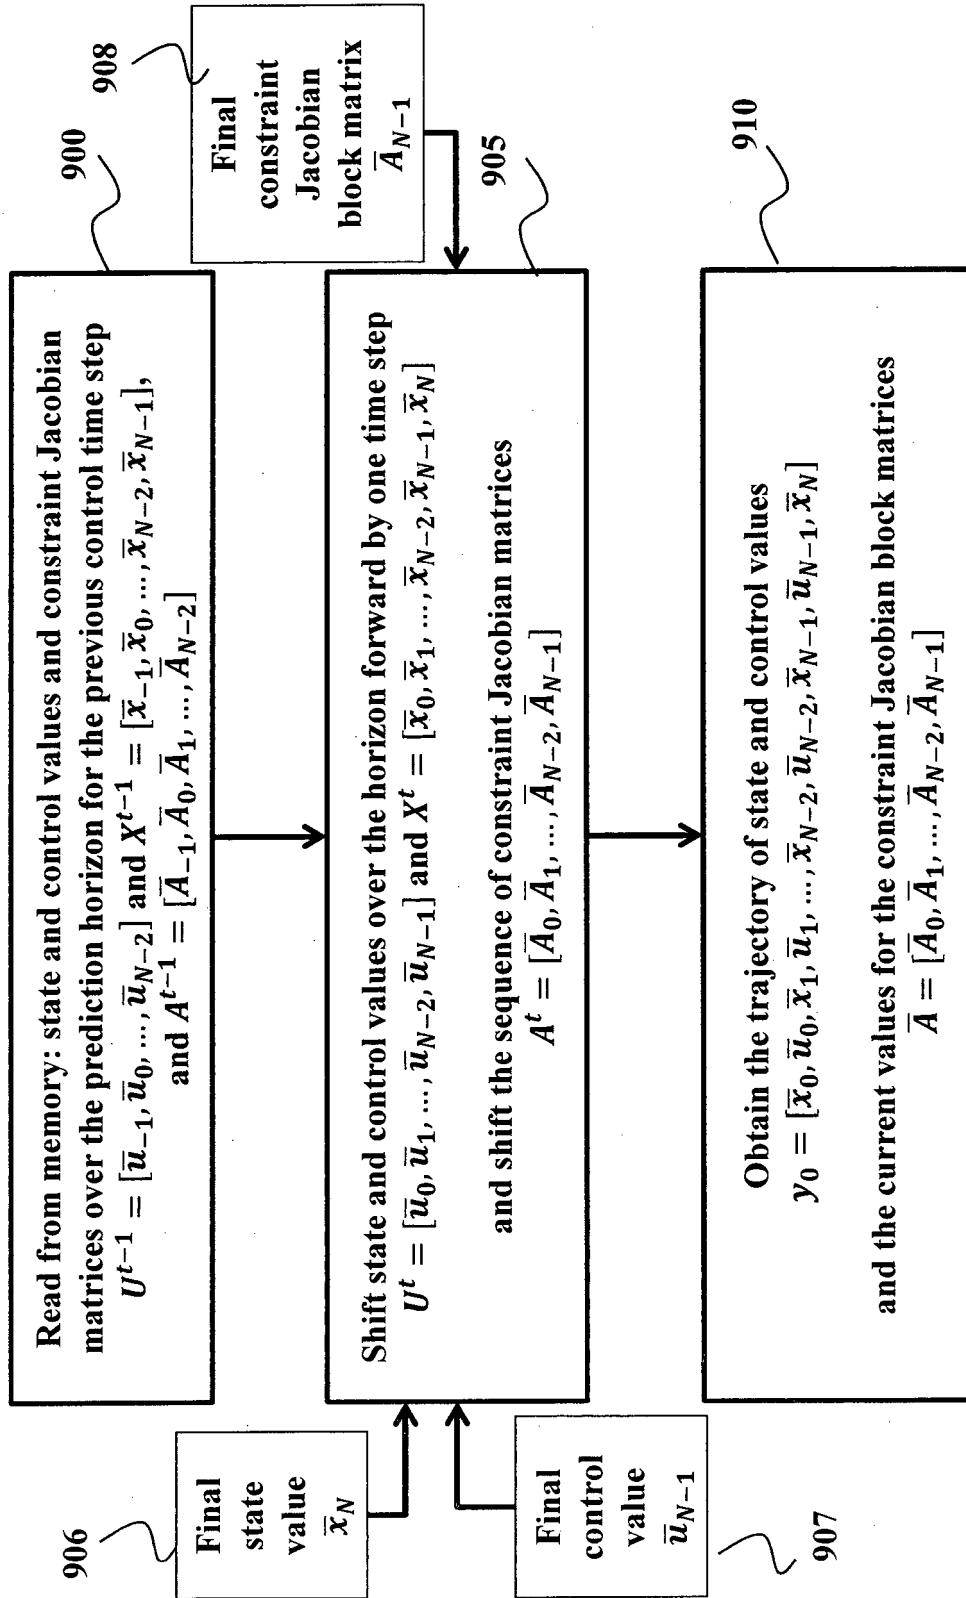 900
Read from memory: state and control values and constraint Jacobian
matrices over the prediction horizon for the previous control time step
U^{t-1} = [ū_{-1}, ū_0, …, ū_{N-2}] and X^{t-1} = [x̄_{-1}, x̄_0, …, x̄_{N-2}, x̄_{N-1}],
and A^{t-1} = [Ā_{-1}, Ā_0, Ā_1, …, Ā_{N-2}]
906
Final
state
value
x̄_N
908
Final
constraint
Jacobian
block matrix
Ā_{N-1}
905
Shift state and control values over the horizon forward by one time step
U^t = [ū_0, ū_1, …, ū_{N-2}, ū_{N-1}] and X^t = [x̄_0, x̄_1, …, x̄_{N-2}, x̄_{N-1}, x̄_N]
and shift the sequence of constraint Jacobian matrices
A^t = [Ā_0, Ā_1, …, Ā_{N-2}, Ā_{N-1}]
Final
control
value
ū_{N-1}
907
910
Obtain the trajectory of state and control values
y_0 = [x̄_0, ū_0, x̄_1, ū_1, …, x̄_{N-2}, ū_{N-2}, x̄_{N-1}, ū_{N-1}, x̄_N]
and the current values for the constraint Jacobian block matrices
Ā = [Ā_0, Ā_1, …, Ā_{N-2}, Ā_{N-1}]